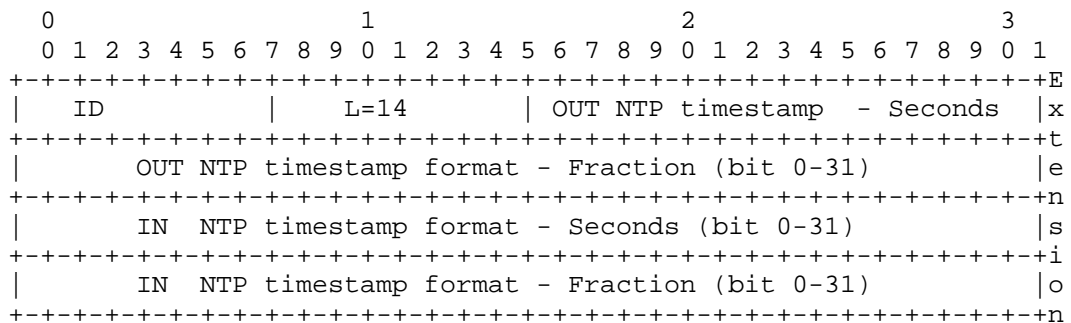 0                   1                   2                   3
 0 1 2 3 4 5 6 7 8 9 0 1 2 3 4 5 6 7 8 9 0 1 2 3 4 5 6 7 8 9 0 1
+-+-+-+-+-+-+-+-+-+-+-+-+-+-+-+-+-+-+-+-+-+-+-+-+-+-+-+-+-+-+-+-+E
|   ID          |    L=14       | OUT NTP timestamp  - Seconds  |x
+-+-+-+-+-+-+-+-+-+-+-+-+-+-+-+-+-+-+-+-+-+-+-+-+-+-+-+-+-+-+-+-+t
|       OUT NTP timestamp format - Fraction (bit 0-31)          |e
+-+-+-+-+-+-+-+-+-+-+-+-+-+-+-+-+-+-+-+-+-+-+-+-+-+-+-+-+-+-+-+-+n
|       IN  NTP timestamp format - Seconds (bit 0-31)           |s
+-+-+-+-+-+-+-+-+-+-+-+-+-+-+-+-+-+-+-+-+-+-+-+-+-+-+-+-+-+-+-+-+i
|       IN  NTP timestamp format - Fraction (bit 0-31)          |o
+-+-+-+-+-+-+-+-+-+-+-+-+-+-+-+-+-+-+-+-+-+-+-+-+-+-+-+-+-+-+-+-+n